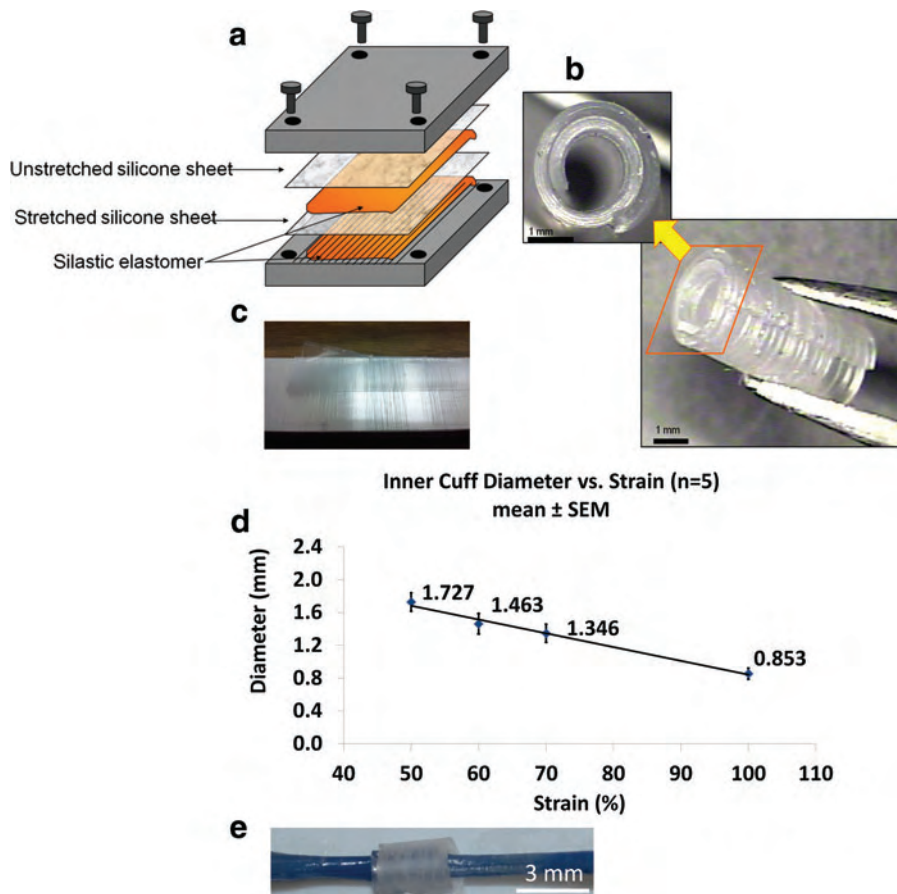 a
b
Unstretched silicone sheet
Stretched silicone sheet
Silastic elastomer
1 mm
c
1 mm
Inner Cuff Diameter vs. Strain (n=5)
mean ± SEM
d
Diameter (mm)
2.4
2.0
1.6
1.2
0.8
0.4
0.0
1.727
1.463
1.346
0.853
40
50
60
70
80
90
100
110
Strain (%)
e
3 mm